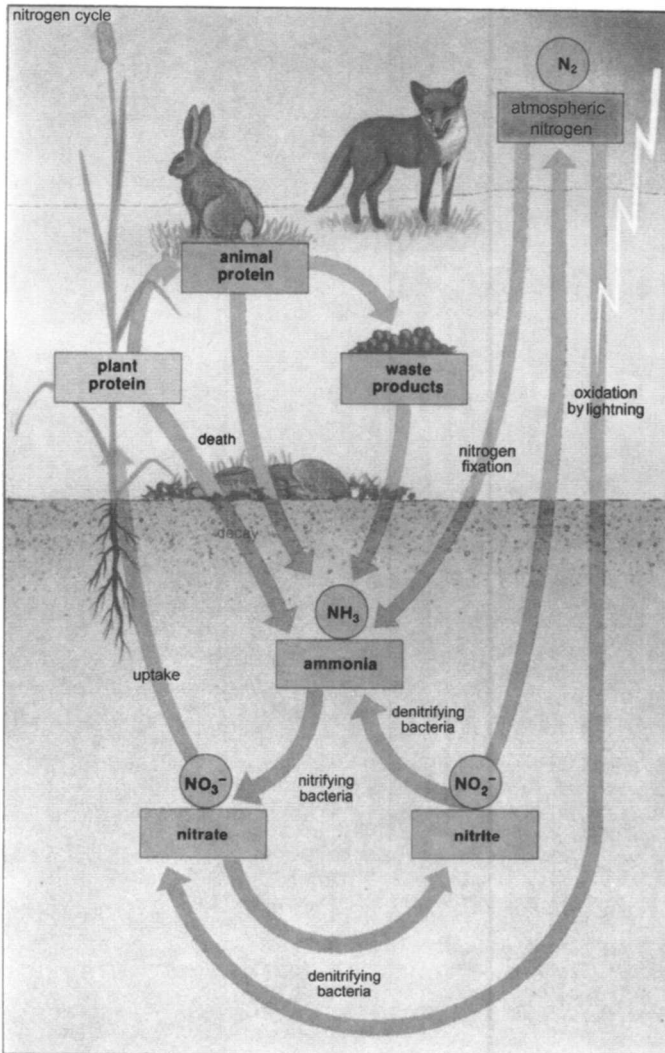 nitrogen cycle
N₂
atmospheric
nitrogen
animal
protein
plant
protein
waste
products
oxidation
by lightning
death
nitrogen
fixation
decay
NH₃
ammonia
uptake
denitrifying
bacteria
NO₃⁻
nitrifying
bacteria
NO₂⁻
nitrate
nitrite
denitrifying
bacteria